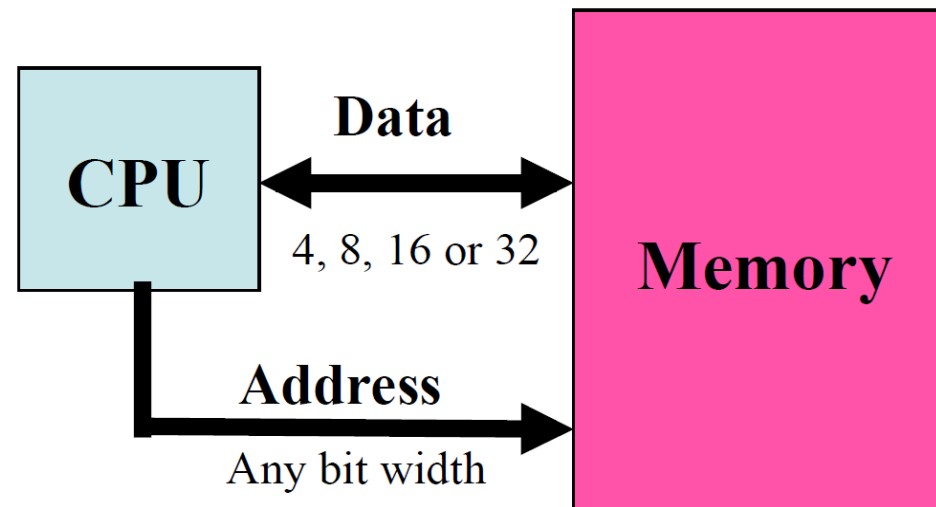 Data
CPU
4, 8, 16 or 32
Memory
Address
Any bit width